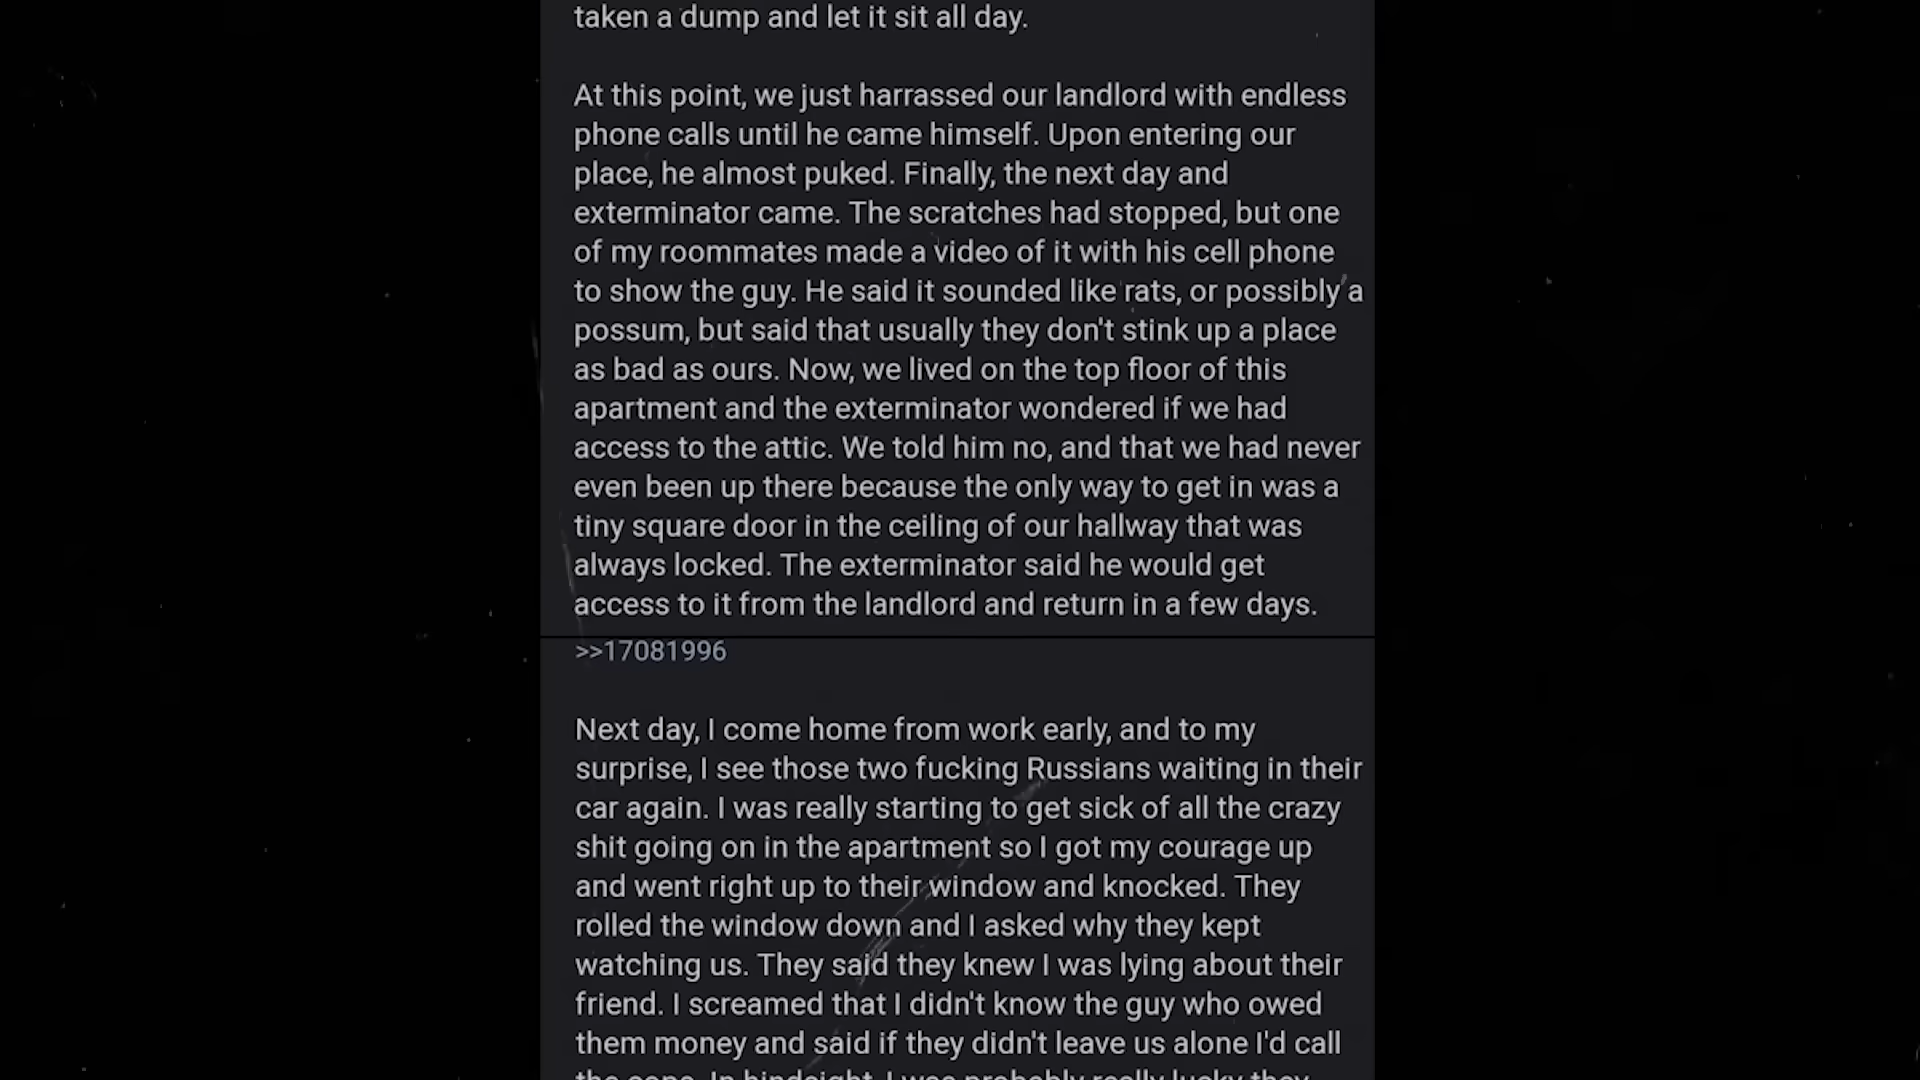 taken a dump and let it sit all day.
At this point, we just harrassed our landlord with endless
phone calls until he came himself. Upon entering our
place, he almost puked. Finally, the next day and
exterminator came. The scratches had stopped, but one
of my roommates made a video of it with his cell phone
to show the guy. He said it sounded like rats, or possibly a
possum, but said that usually they don't stink up a place
as bad as ours. Now, we lived on the top floor of this
apartment and the exterminator wondered if we had
access to the attic. We told him no, and that we had never
even been up there because the only way to get in was a
tiny square door in the ceiling of our hallway that was
always locked. The exterminator said he would get
access to it from the landlord and return in a few days.
>>17081996
Next day, I come home from work early, and to my
surprise, I see those two fucking Russians waiting in their
car again. I was really starting to get sick of all the crazy
shit going on in the apartment so I got my courage up
and went right up to their window and knocked. They
rolled the window down and I asked why they kept
watching us. They said they knew I was lying about their
friend. I screamed that I didn't know the guy who owed
them money and said if they didn't leave us alone I'd call
the cops. In hindsight, I was probably really lucky they